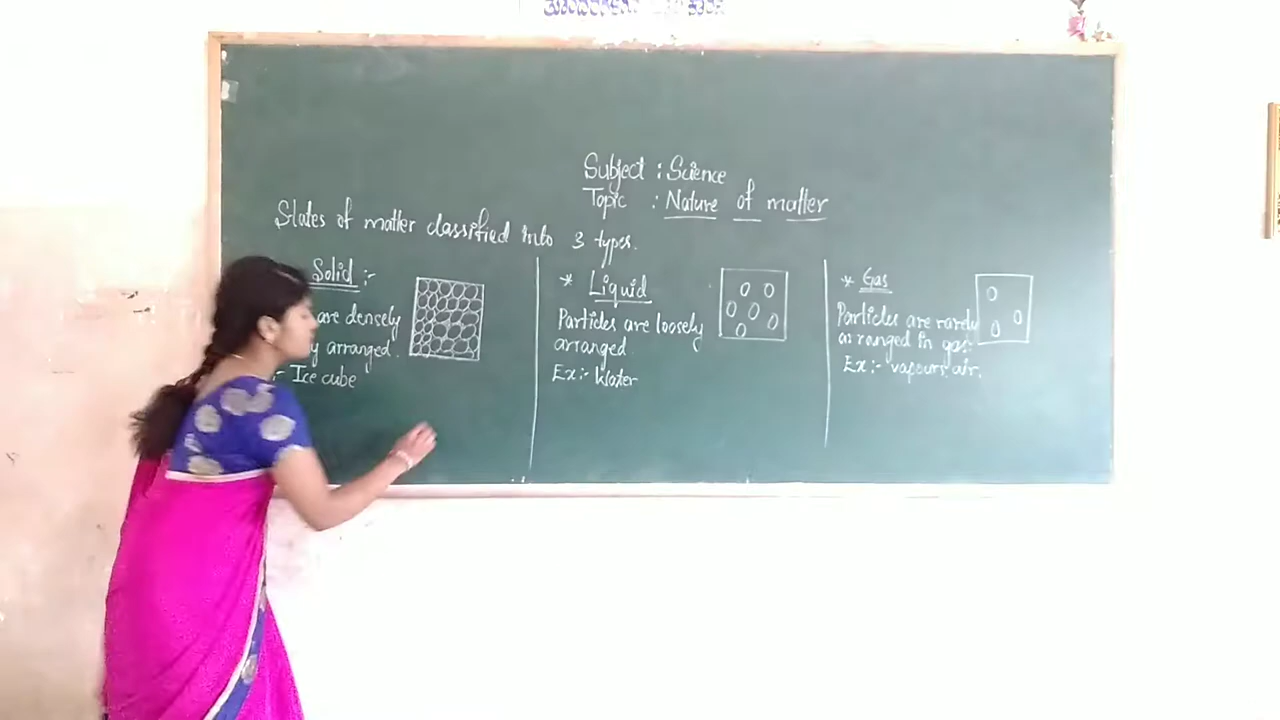 Subject : Science
Topic : Nature of matter
States of matter classified into 3 types.
Solid :-
are densely
arranged.
Ice cube
* Liquid
Particles are loosely
arranged.
Ex:- Water
* Gas
Particles are rarely
arranged in gas.
Ex:- vapours, air.